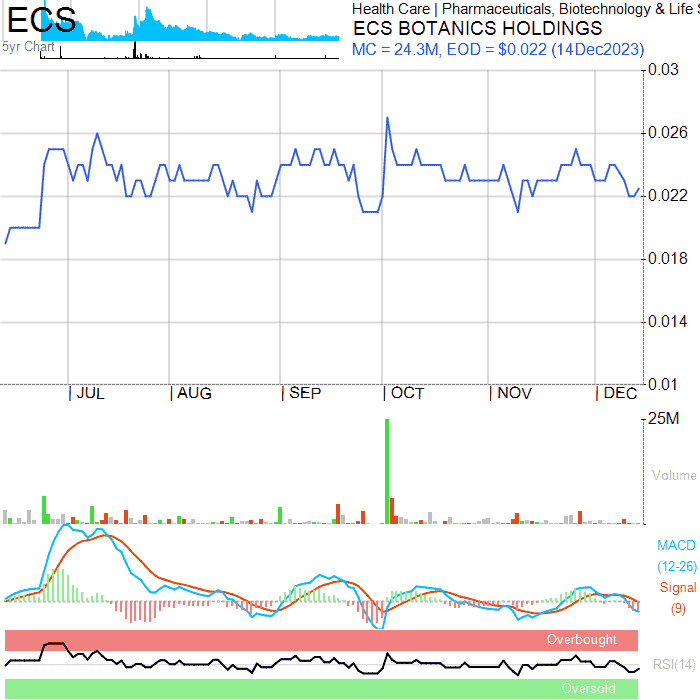 ECS
5yr Chart
Health Care | Pharmaceuticals, Biotechnology & Life S
ECS BOTANICS HOLDINGS
MC = 24.3M, EOD = $0.022 (14Dec2023)
0.03
0.026
0.022
0.018
0.014
0.01
JUL AUG SEP OCT NOV DEC
25M
Volume
MACD
(12-26)
Signal
(9)
Overbought
RSI(14)
Oversold